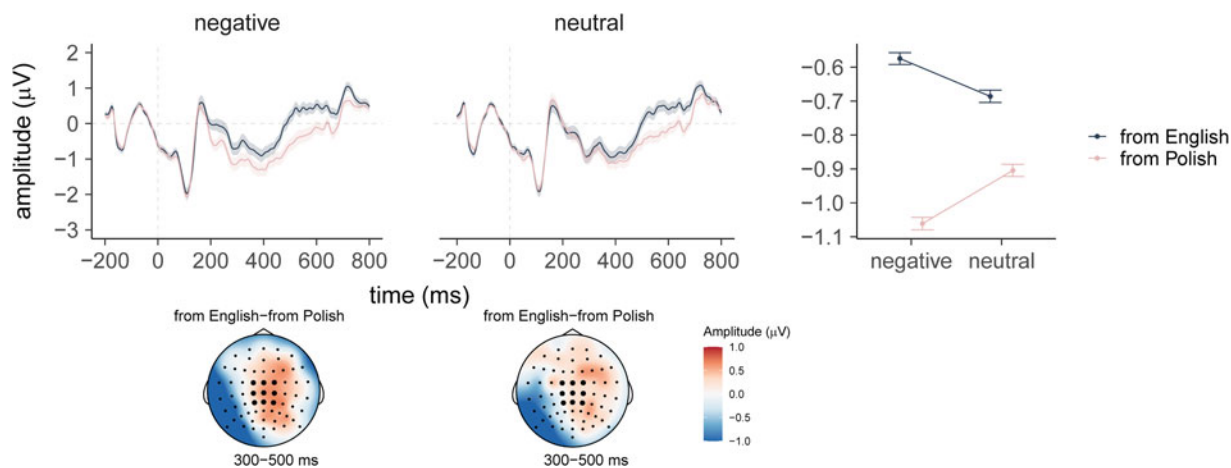 negative
neutral
amplitude (μV)
2
1
0
−1
−2
−3
−200 0 200 400 600 800
−200 0 200 400 600 800
time (ms)
−0.6
−0.7
−0.8
−0.9
−1.0
−1.1
negative neutral
from English
from Polish
from English−from Polish
300−500 ms
from English−from Polish
300−500 ms
Amplitude (μV)
1.0
0.5
0.0
−0.5
−1.0